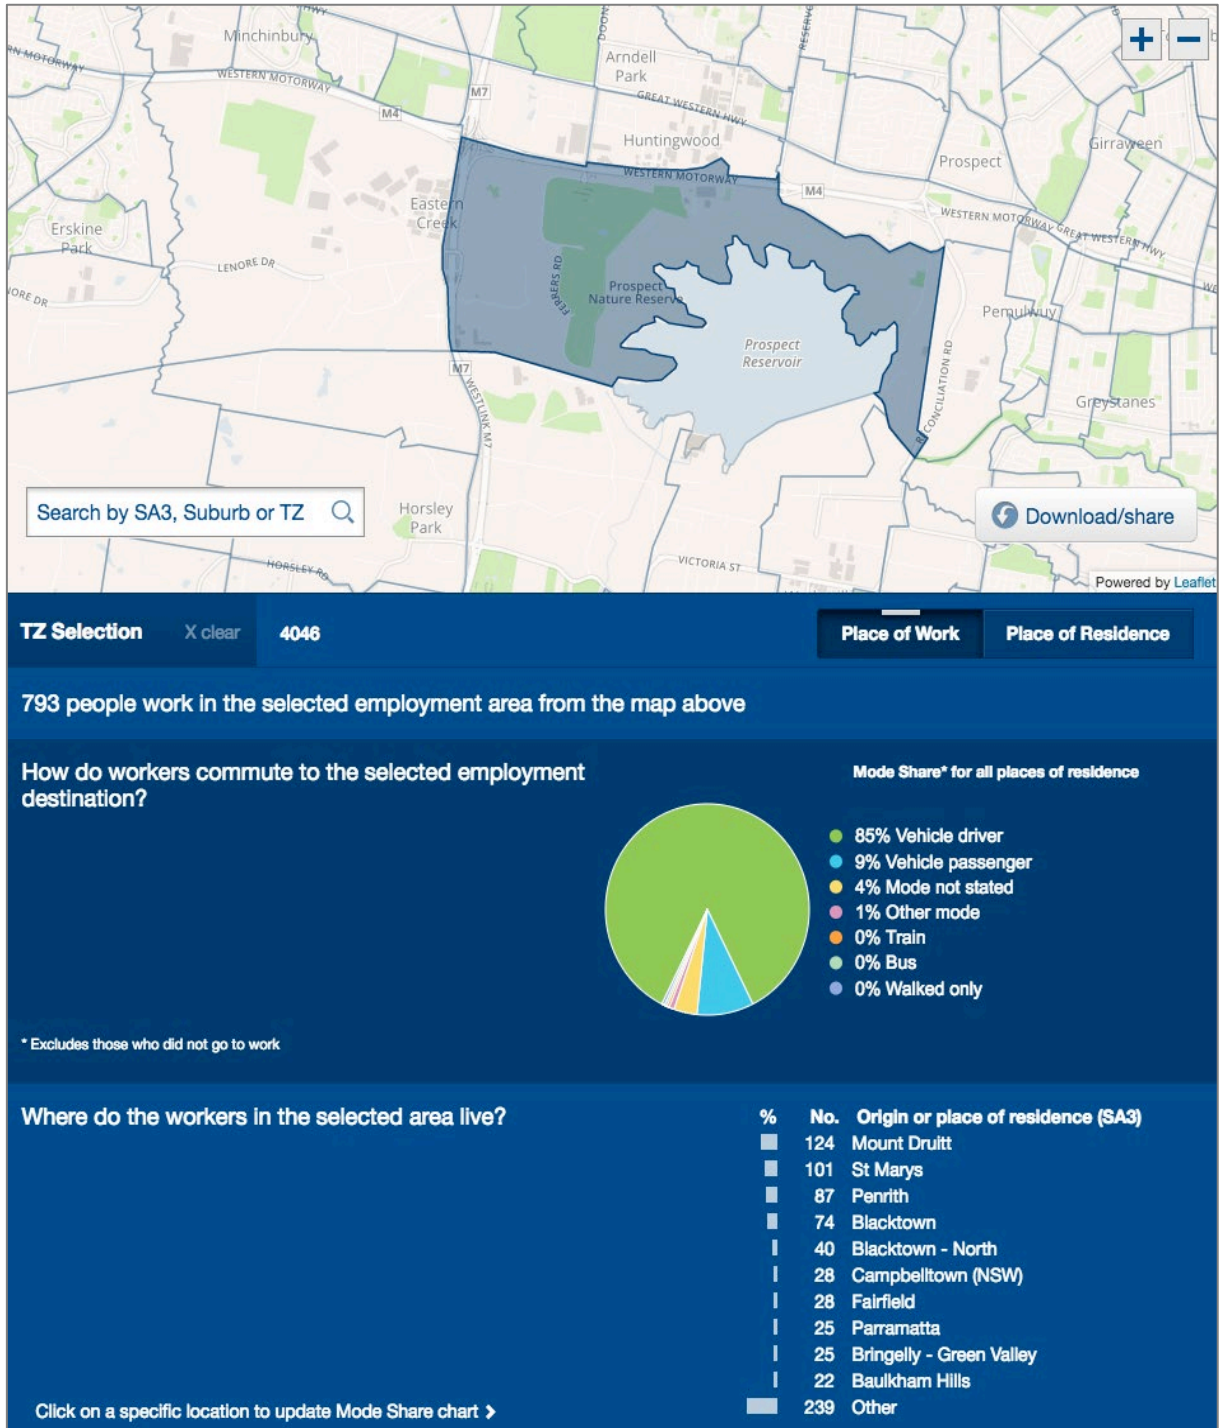 HWY
Minchinbury
DOON
RESERVO
Arndell
Park
RN MOTORWAY
WESTERN MOTORWAY
M7
M4
GREAT WESTERN HWY
Huntingwood
Girraween
Prospect
WESTERN MOTORWAY
M4
Eastern
Creek
WESTERN MOTORWAY
GREAT WESTERN HWY
Erskine
Park
LENORE DR
NORE DR
FERRERS RD
Prospect
Nature Reserve
Pemulwuy
Prospect
Reservoir
M7
WESTLINK M7
RECONCILIATION RD
Greystanes
Search by SA3, Suburb or TZ
Horsley
Park
Download/share
HORSLEY RD
VICTORIA ST
Powered by Leaflet
TZ Selection X clear 4046 Place of Work Place of Residence
793 people work in the selected employment area from the map above
How do workers commute to the selected employment
destination?
Mode Share* for all places of residence
85% Vehicle driver
9% Vehicle passenger
4% Mode not stated
1% Other mode
0% Train
0% Bus
0% Walked only
* Excludes those who did not go to work
Where do the workers in the selected area live?
% No. Origin or place of residence (SA3)
124 Mount Druitt
101 St Marys
87 Penrith
74 Blacktown
40 Blacktown - North
28 Campbelltown (NSW)
28 Fairfield
25 Parramatta
25 Bringelly - Green Valley
22 Baulkham Hills
239 Other
Click on a specific location to update Mode Share chart >